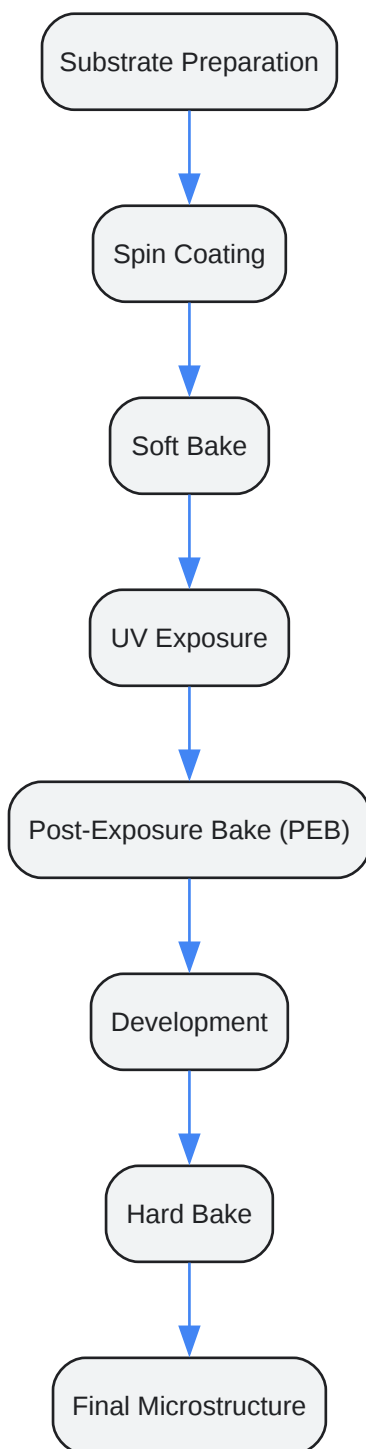 Substrate Preparation
Spin Coating
Soft Bake
UV Exposure
Post-Exposure Bake (PEB)
Development
Hard Bake
Final Microstructure